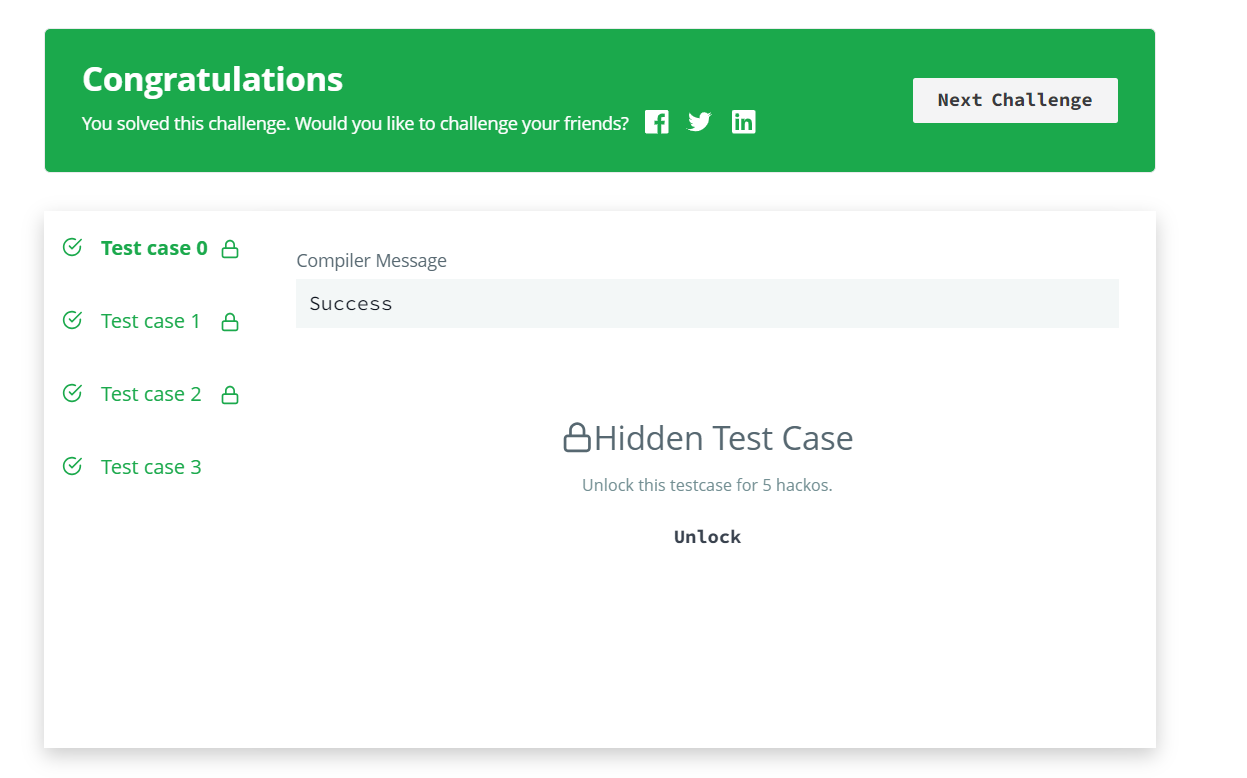 Congratulations
You solved this challenge. Would you like to challenge your friends?
Next Challenge
Test case 0
Test case 1
Test case 2
Test case 3
Compiler Message
Success
Hidden Test Case
Unlock this testcase for 5 hackos.
Unlock